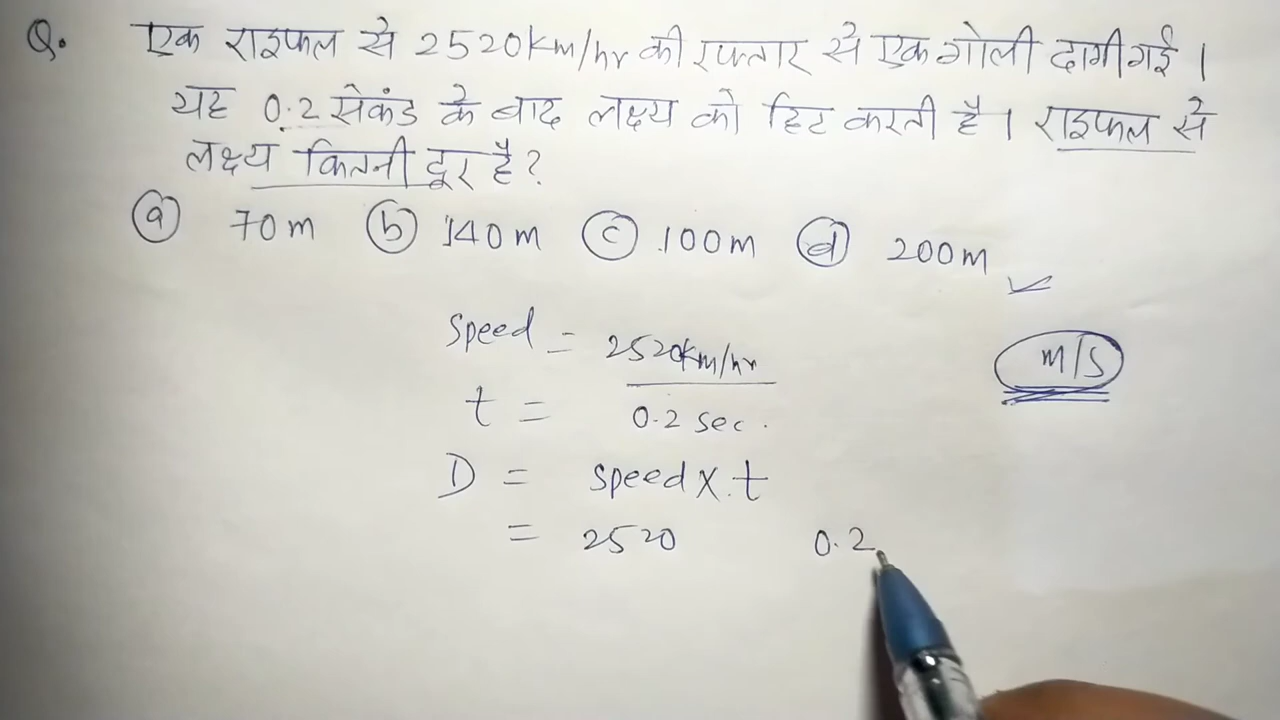 Q. एक राइफल से 2520km/hr की रफ्तार से एक गोली दागी गई ।
यह 0.2 सेकंड के बाद लक्ष्य को हिट करती है । राइफल से
लक्ष्य कितनी दूर है ?
a 70m b 140m c 100m d 200m
speed = 2520km/hr
m/s
t = 0.2 sec.
D = speed x t
= 2520 0.2